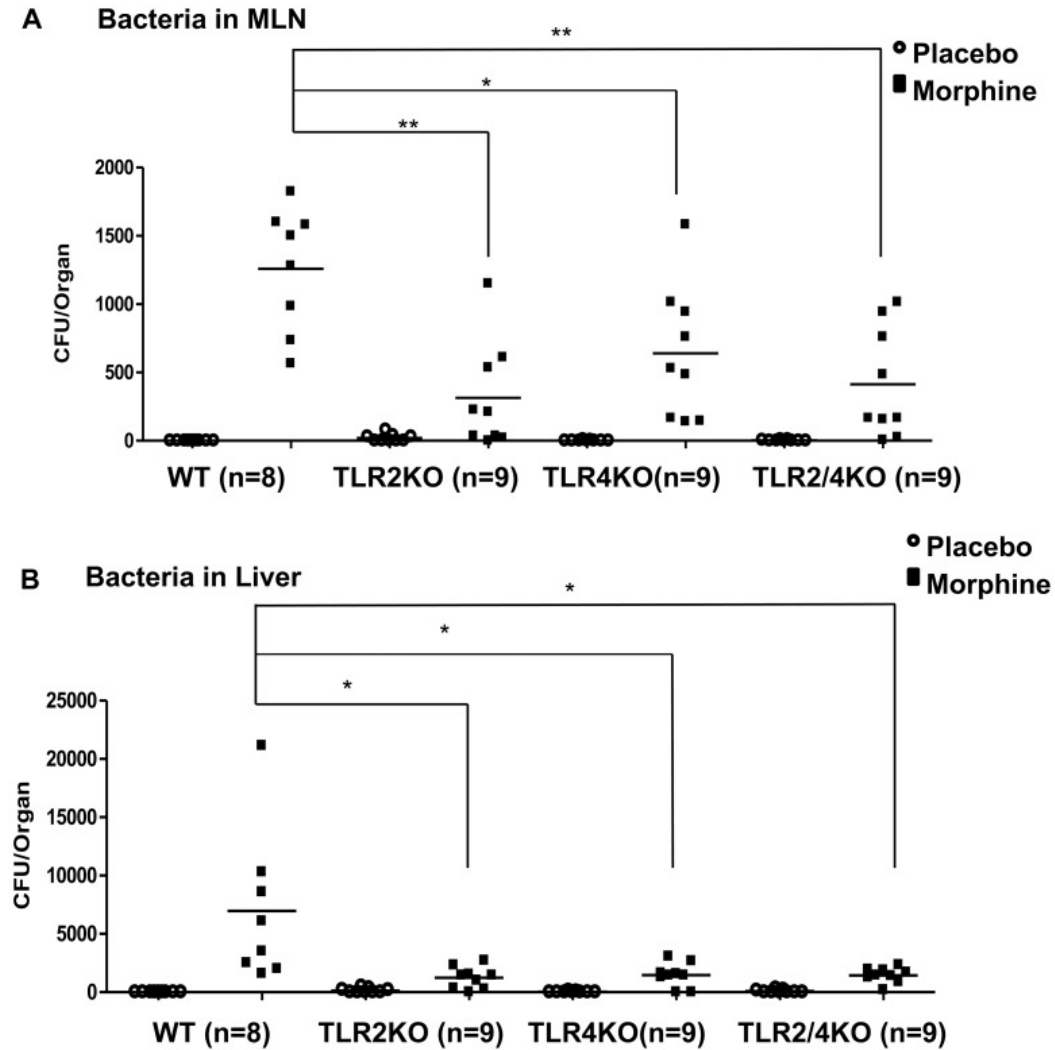 A Bacteria in MLN
**
Placebo
Morphine
*
**
2000
1500
1000
500
0
CFU/Organ
WT (n=8) TLR2KO (n=9) TLR4KO(n=9) TLR2/4KO (n=9)
B Bacteria in Liver
Placebo
Morphine
*
*
*
25000
20000
15000
10000
5000
0
CFU/Organ
WT (n=8) TLR2KO (n=9) TLR4KO(n=9) TLR2/4KO (n=9)